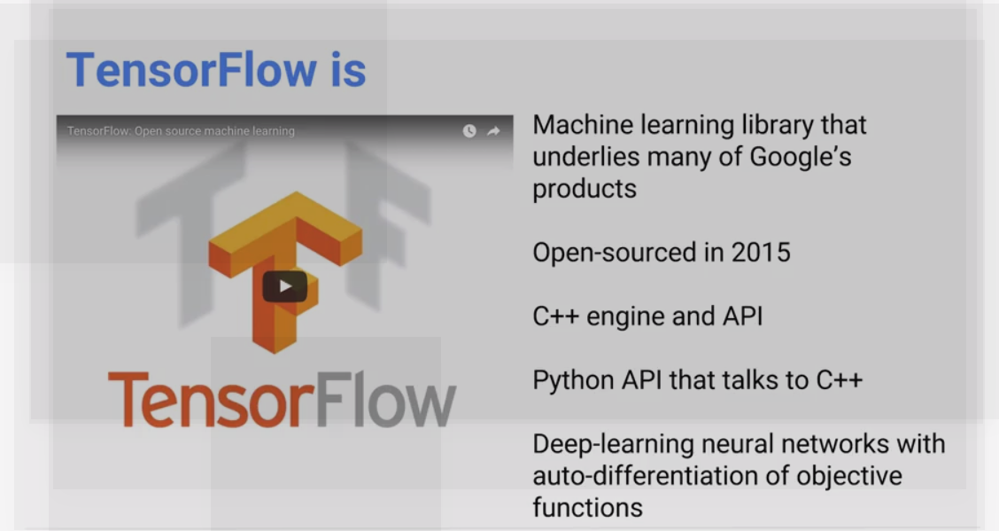 TensorFlow is
TensorFlow: Open source machine learning
TensorFlow
Machine learning library that
underlies many of Google’s
products
Open-sourced in 2015
C++ engine and API
Python API that talks to C++
Deep-learning neural networks with
auto-differentiation of objective
functions